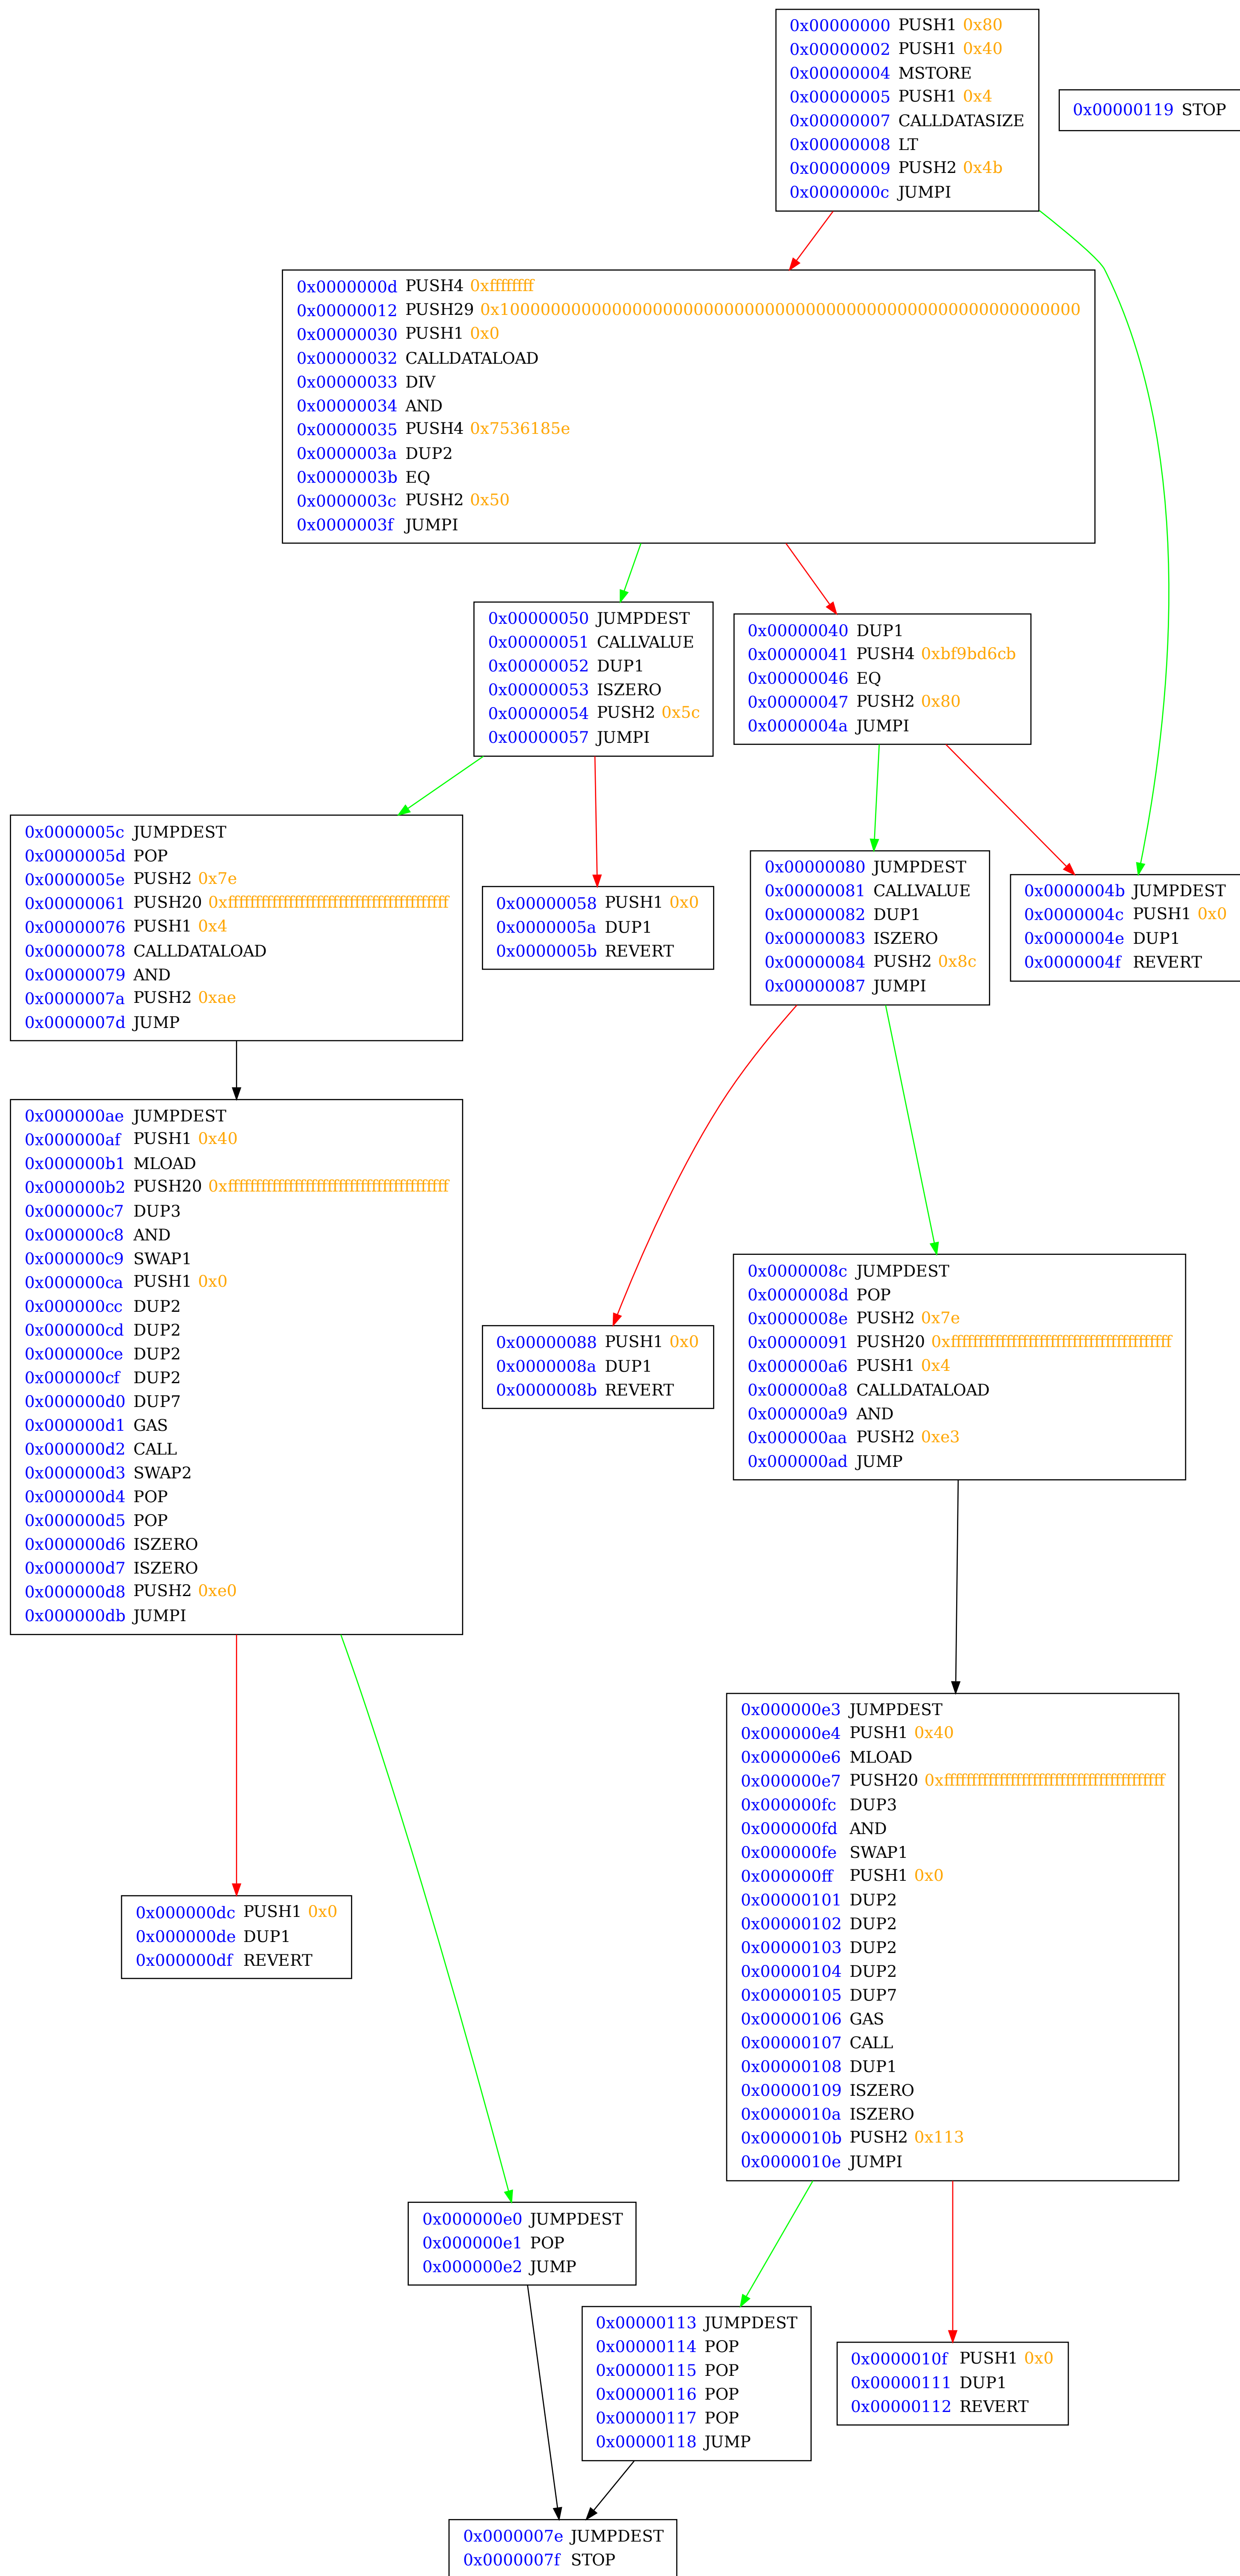 0x00000000 PUSH1 0x80
0x00000002 PUSH1 0x40
0x00000004 MSTORE
0x00000005 PUSH1 0x4
0x00000007 CALLDATASIZE
0x00000008 LT
0x00000009 PUSH2 0x4b
0x0000000c JUMPI
0x00000119 STOP
0x0000000d PUSH4 0xffffffff
0x00000012 PUSH29 0x100000000000000000000000000000000000000000000000000000000
0x00000030 PUSH1 0x0
0x00000032 CALLDATALOAD
0x00000033 DIV
0x00000034 AND
0x00000035 PUSH4 0x7536185e
0x0000003a DUP2
0x0000003b EQ
0x0000003c PUSH2 0x50
0x0000003f JUMPI
0x00000050 JUMPDEST
0x00000051 CALLVALUE
0x00000052 DUP1
0x00000053 ISZERO
0x00000054 PUSH2 0x5c
0x00000057 JUMPI
0x00000040 DUP1
0x00000041 PUSH4 0xbf9bd6cb
0x00000046 EQ
0x00000047 PUSH2 0x80
0x0000004a JUMPI
0x0000005c JUMPDEST
0x0000005d POP
0x0000005e PUSH2 0x7e
0x00000061 PUSH20 0xffffffffffffffffffffffffffffffffffffffff
0x00000076 PUSH1 0x4
0x00000078 CALLDATALOAD
0x00000079 AND
0x0000007a PUSH2 0xae
0x0000007d JUMP
0x00000058 PUSH1 0x0
0x0000005a DUP1
0x0000005b REVERT
0x00000080 JUMPDEST
0x00000081 CALLVALUE
0x00000082 DUP1
0x00000083 ISZERO
0x00000084 PUSH2 0x8c
0x00000087 JUMPI
0x0000004b JUMPDEST
0x0000004c PUSH1 0x0
0x0000004e DUP1
0x0000004f REVERT
0x000000ae JUMPDEST
0x000000af PUSH1 0x40
0x000000b1 MLOAD
0x000000b2 PUSH20 0xffffffffffffffffffffffffffffffffffffffff
0x000000c7 DUP3
0x000000c8 AND
0x000000c9 SWAP1
0x000000ca PUSH1 0x0
0x000000cc DUP2
0x000000cd DUP2
0x000000ce DUP2
0x000000cf DUP2
0x000000d0 DUP7
0x000000d1 GAS
0x000000d2 CALL
0x000000d3 SWAP2
0x000000d4 POP
0x000000d5 POP
0x000000d6 ISZERO
0x000000d7 ISZERO
0x000000d8 PUSH2 0xe0
0x000000db JUMPI
0x00000088 PUSH1 0x0
0x0000008a DUP1
0x0000008b REVERT
0x0000008c JUMPDEST
0x0000008d POP
0x0000008e PUSH2 0x7e
0x00000091 PUSH20 0xffffffffffffffffffffffffffffffffffffffff
0x000000a6 PUSH1 0x4
0x000000a8 CALLDATALOAD
0x000000a9 AND
0x000000aa PUSH2 0xe3
0x000000ad JUMP
0x000000e3 JUMPDEST
0x000000e4 PUSH1 0x40
0x000000e6 MLOAD
0x000000e7 PUSH20 0xffffffffffffffffffffffffffffffffffffffff
0x000000fc DUP3
0x000000fd AND
0x000000fe SWAP1
0x000000ff PUSH1 0x0
0x00000101 DUP2
0x00000102 DUP2
0x00000103 DUP2
0x00000104 DUP2
0x00000105 DUP7
0x00000106 GAS
0x00000107 CALL
0x00000108 DUP1
0x00000109 ISZERO
0x0000010a ISZERO
0x0000010b PUSH2 0x113
0x0000010e JUMPI
0x000000dc PUSH1 0x0
0x000000de DUP1
0x000000df REVERT
0x000000e0 JUMPDEST
0x000000e1 POP
0x000000e2 JUMP
0x00000113 JUMPDEST
0x00000114 POP
0x00000115 POP
0x00000116 POP
0x00000117 POP
0x00000118 JUMP
0x0000010f PUSH1 0x0
0x00000111 DUP1
0x00000112 REVERT
0x0000007e JUMPDEST
0x0000007f STOP